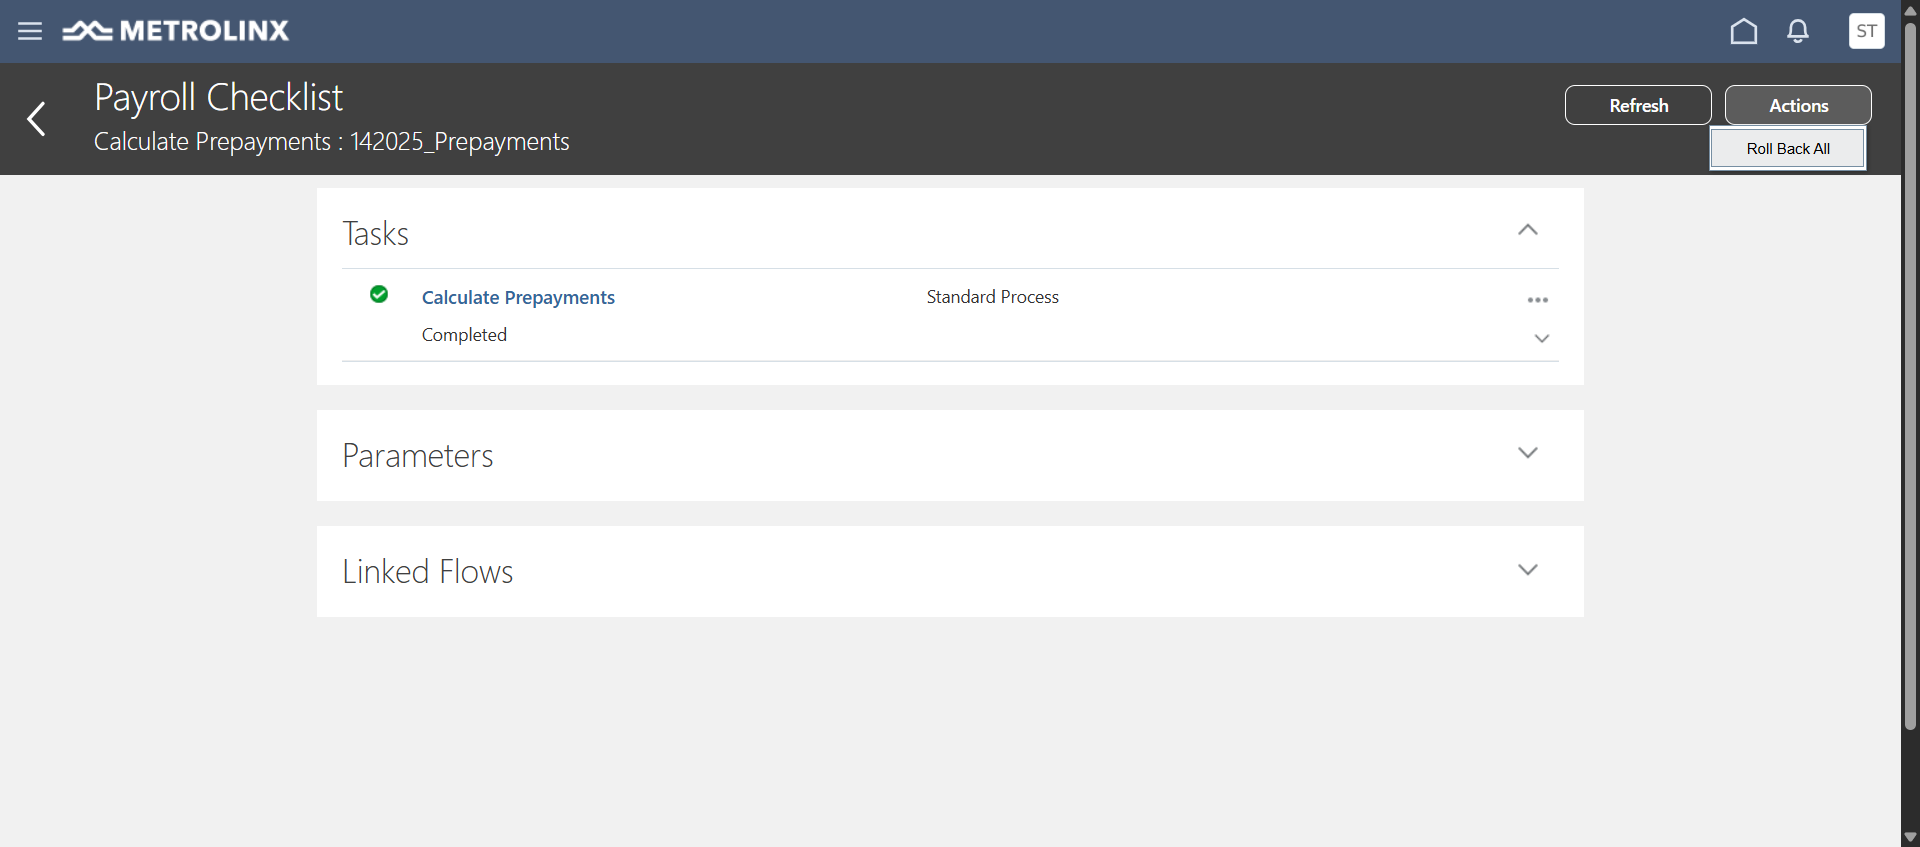 METROLINX
ST
Payroll Checklist
Calculate Prepayments : 142025_Prepayments
Refresh
Actions
Roll Back All
Tasks
Calculate Prepayments
Standard Process
Completed
Parameters
Linked Flows